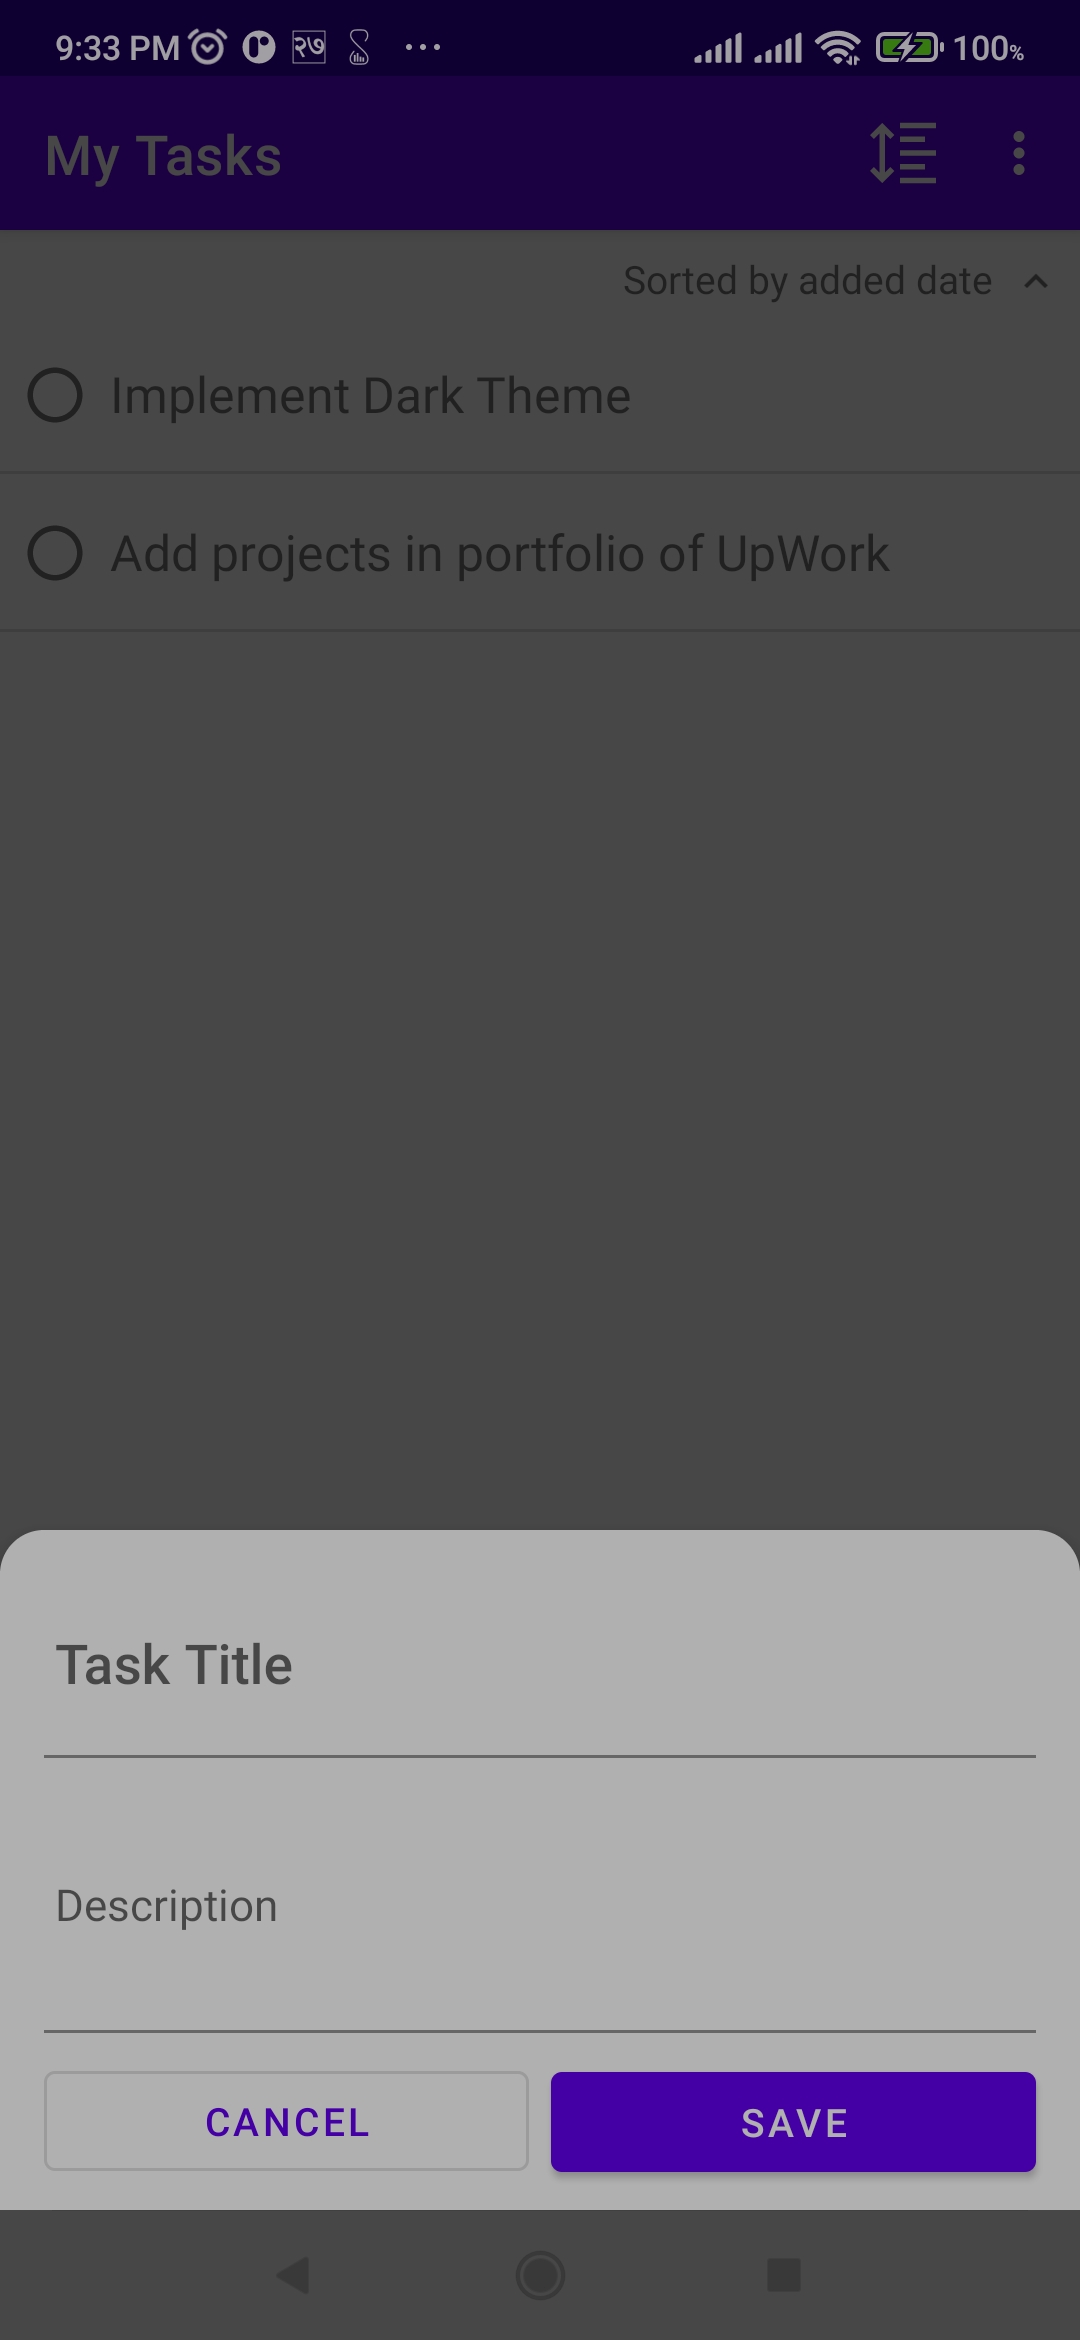 9:33 PM २७ 100%
My Tasks
Sorted by added date
Implement Dark Theme
Add projects in portfolio of UpWork
Task Title
Description
CANCEL SAVE